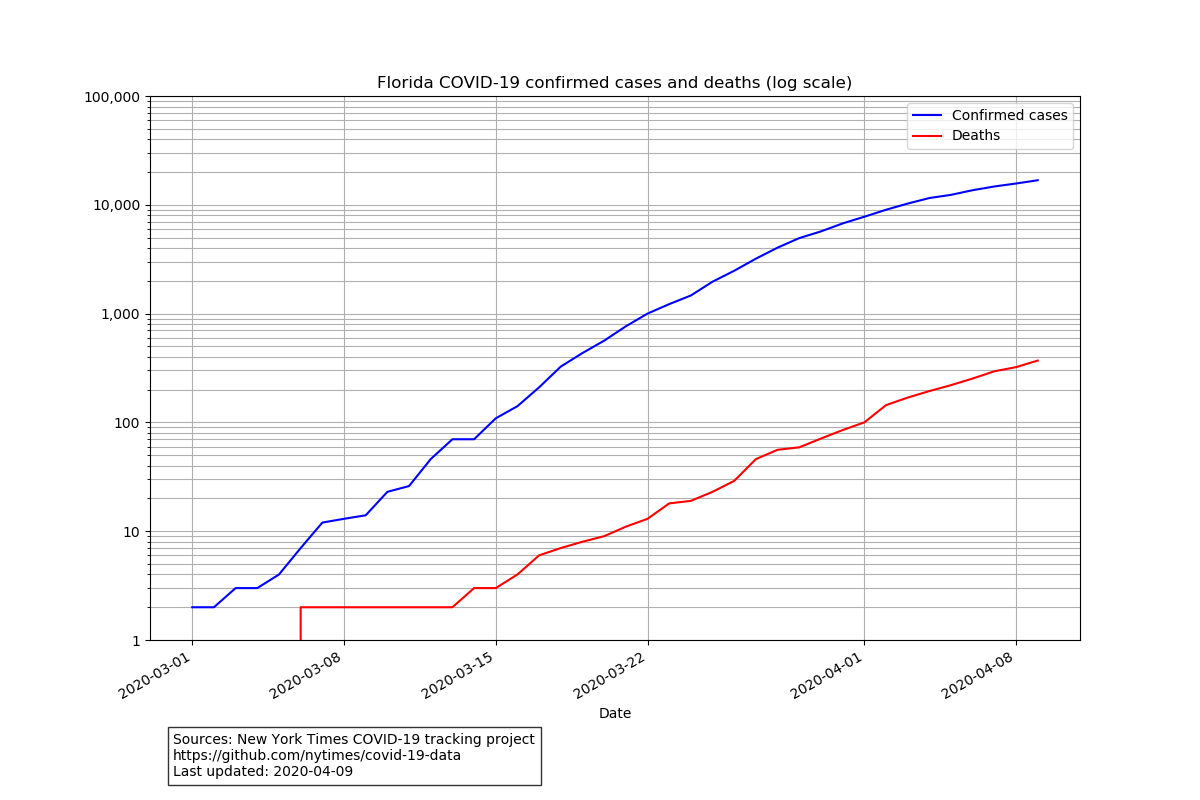 Florida COVID-19 confirmed cases and deaths (log scale)
100,000
10,000
1,000
100
10
1
Confirmed cases
Deaths
2020-03-01
2020-03-08
2020-03-15
2020-03-22
2020-04-01
2020-04-08
Date
Sources: New York Times COVID-19 tracking project
https://github.com/nytimes/covid-19-data
Last updated: 2020-04-09